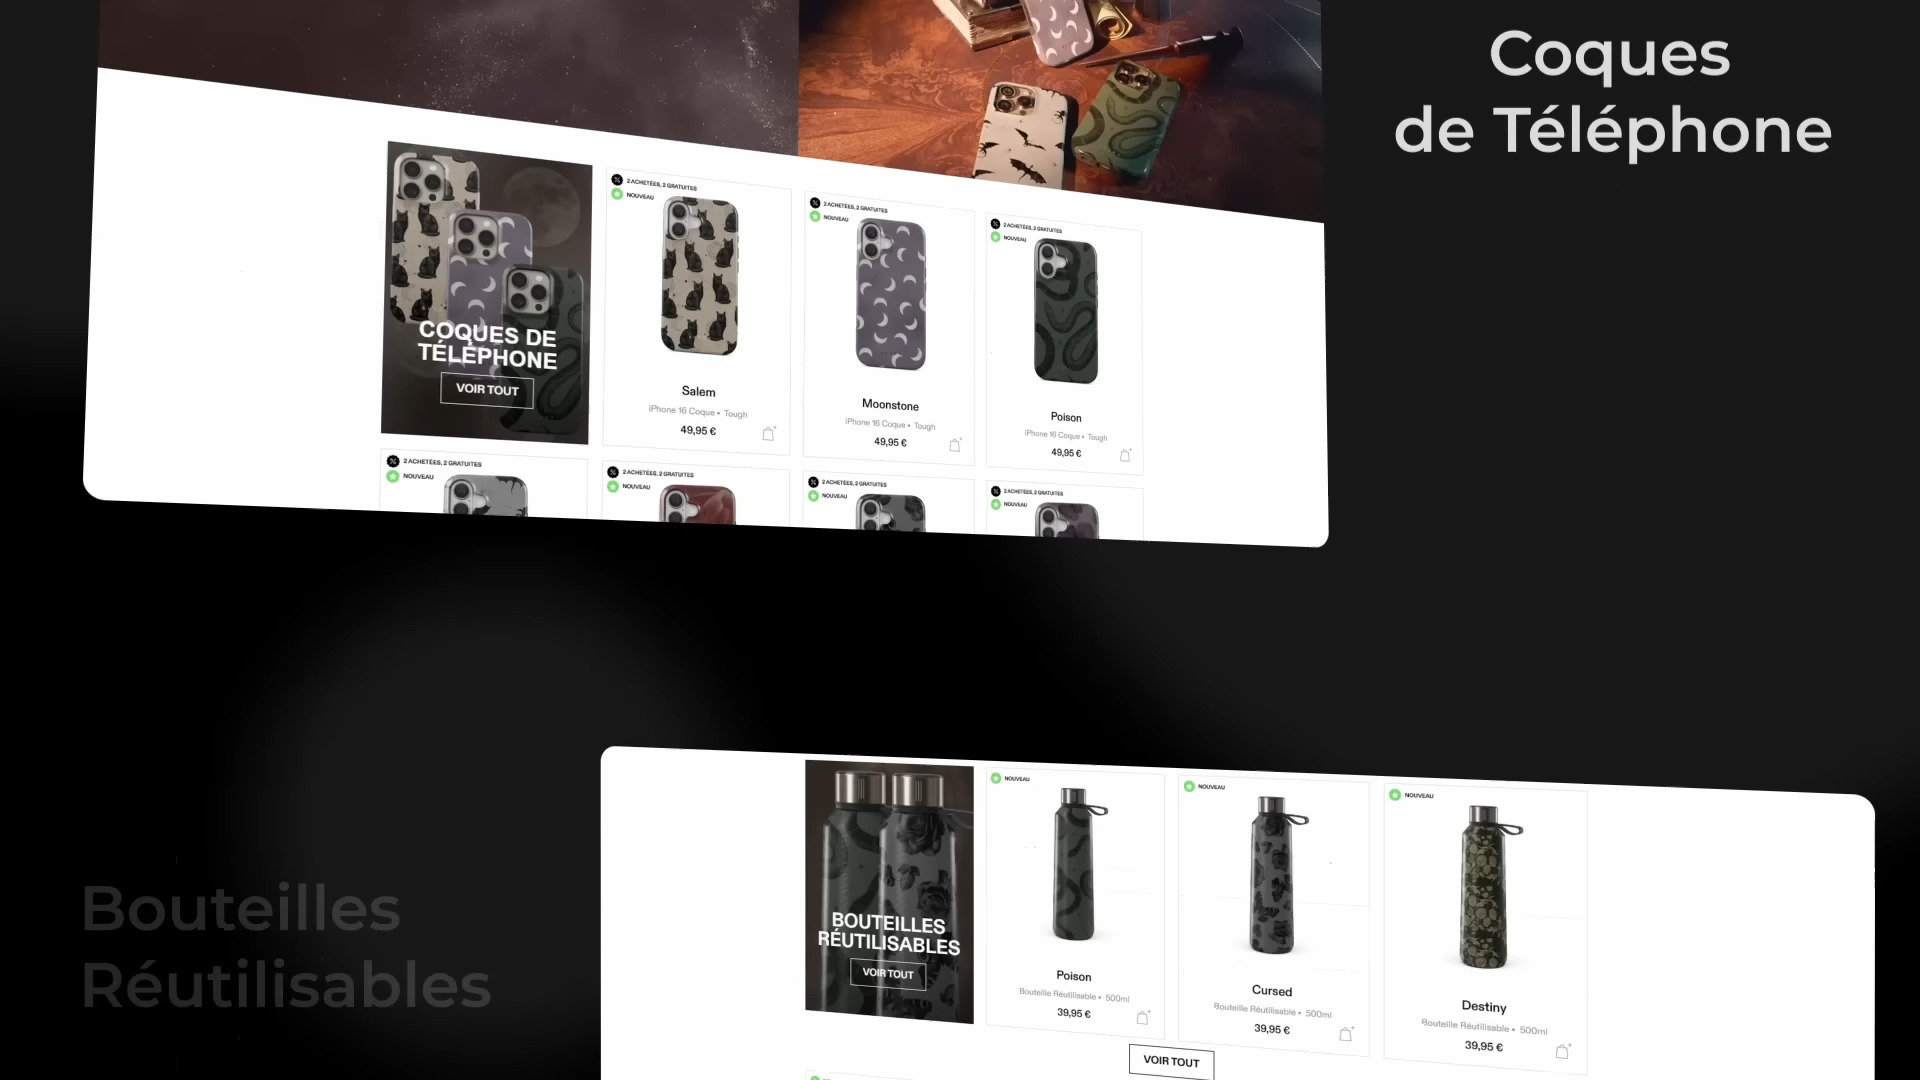 Coques
de Téléphone
COQUES DE
TÉLÉPHONE
VOIR TOUT
2 ACHETÉES, 2 GRATUITES
NOUVEAU
Salem
iPhone 16 Coque • Tough
49,95 €
2 ACHETÉES, 2 GRATUITES
NOUVEAU
Moonstone
iPhone 16 Coque • Tough
49,95 €
2 ACHETÉES, 2 GRATUITES
NOUVEAU
Poison
iPhone 16 Coque • Tough
49,95 €
2 ACHETÉES, 2 GRATUITES
NOUVEAU
2 ACHETÉES, 2 GRATUITES
NOUVEAU
2 ACHETÉES, 2 GRATUITES
NOUVEAU
2 ACHETÉES, 2 GRATUITES
NOUVEAU
Bouteilles
Réutilisables
BOUTEILLES
RÉUTILISABLES
VOIR TOUT
NOUVEAU
Poison
Bouteille Réutilisable • 500ml
39,95 €
NOUVEAU
Cursed
Bouteille Réutilisable • 500ml
39,95 €
NOUVEAU
Destiny
Bouteille Réutilisable • 500ml
39,95 €
VOIR TOUT